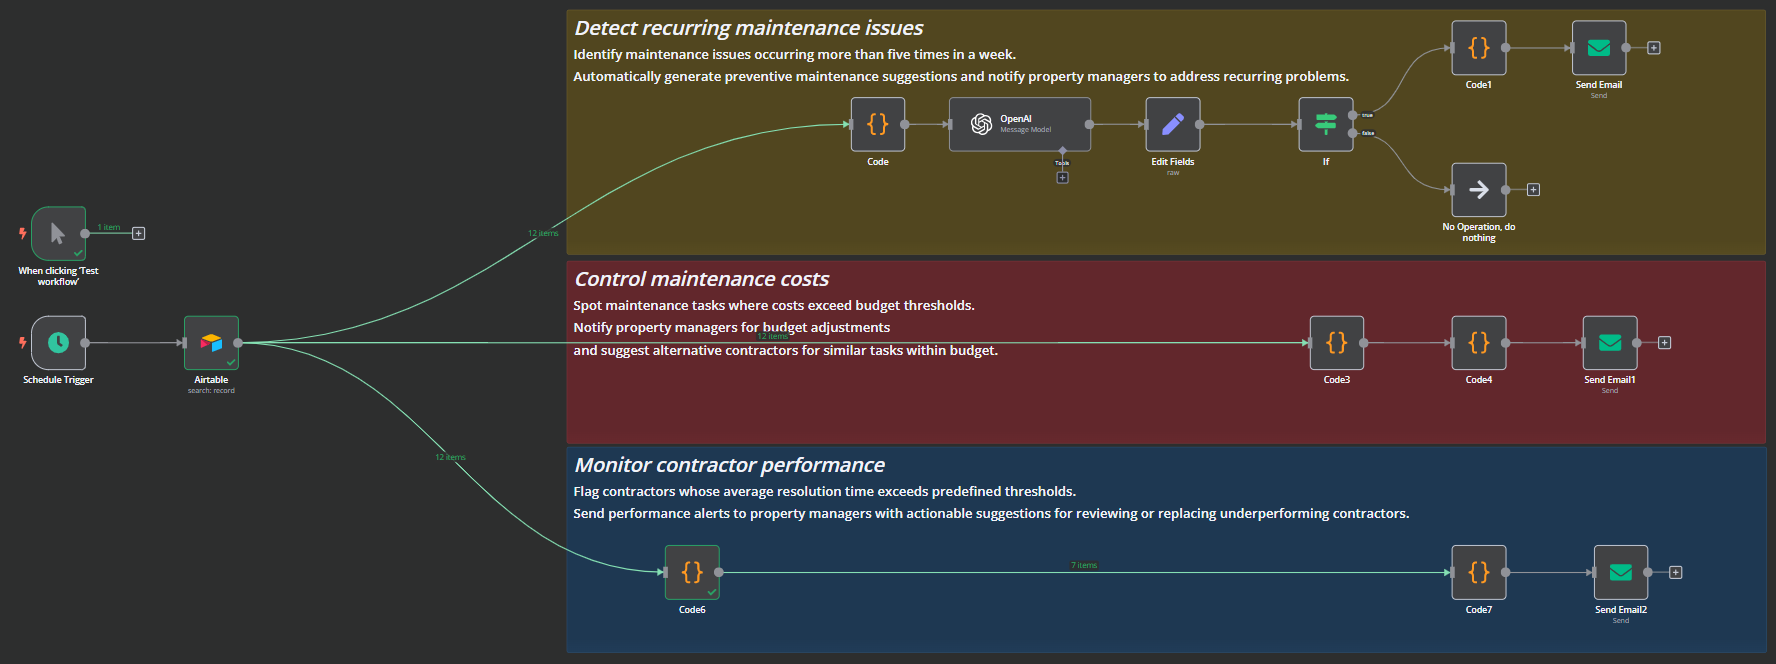 Detect recurring maintenance issues
Identify maintenance issues occurring more than five times in a week.
Automatically generate preventive maintenance suggestions and notify property managers to address recurring problems.
Code1
Send Email
Send
Code
OpenAI
Message Model
Tools
Edit Fields
raw
If
true
false
No Operation, do
nothing
1 item
When clicking ‘Test
workflow’
12 items
Control maintenance costs
Spot maintenance tasks where costs exceed budget thresholds.
Notify property managers for budget adjustments
12 items
and suggest alternative contractors for similar tasks within budget.
Schedule Trigger
Airtable
search: record
Code3
Code4
Send Email1
Send
12 items
Monitor contractor performance
Flag contractors whose average resolution time exceeds predefined thresholds.
Send performance alerts to property managers with actionable suggestions for reviewing or replacing underperforming contractors.
7 items
Code6
Code7
Send Email2
Send